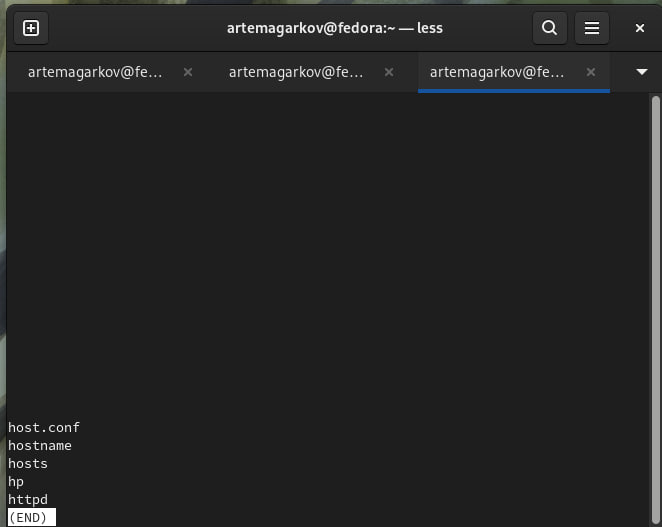 artemagarkov@fedora:~ — less
artemagarkov@fe... artemagarkov@fe... artemagarkov@fe...
host.conf
hostname
hosts
hp
httpd
(END)